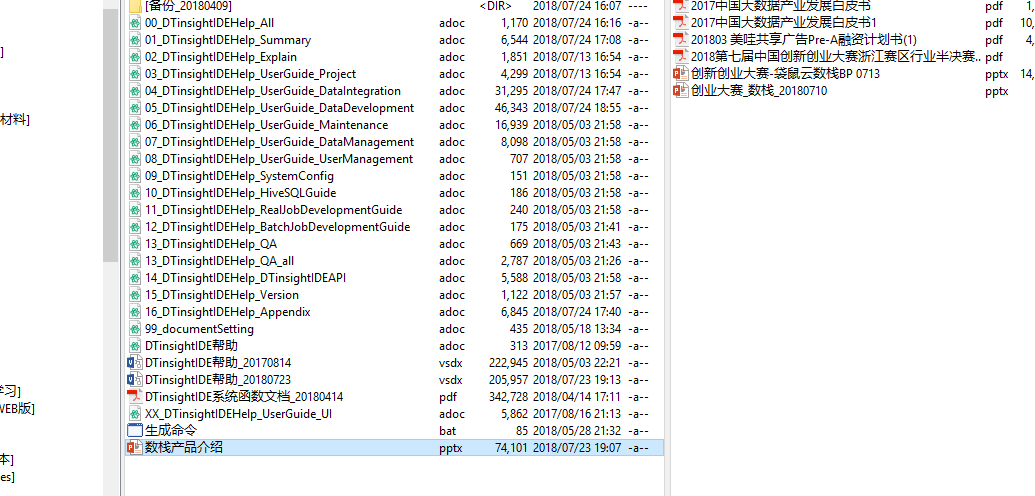 ]
材料]
学习]
WEB版]
本]
es]
[备份_20180409] <DIR> 2018/07/24 16:07 ----
00_DTinsightIDEHelp_All adoc 1,170 2018/07/24 16:16 -a--
01_DTinsightIDEHelp_Summary adoc 6,544 2018/07/24 17:08 -a--
02_DTinsightIDEHelp_Explain adoc 1,851 2018/07/13 16:54 -a--
03_DTinsightIDEHelp_UserGuide_Project adoc 4,299 2018/07/13 16:54 -a--
04_DTinsightIDEHelp_UserGuide_DataIntegration adoc 31,295 2018/07/24 17:47 -a--
05_DTinsightIDEHelp_UserGuide_DataDevelopment adoc 46,343 2018/07/24 18:55 -a--
06_DTinsightIDEHelp_UserGuide_Maintenance adoc 16,939 2018/05/03 21:58 -a--
07_DTinsightIDEHelp_UserGuide_DataManagement adoc 8,098 2018/05/03 21:58 -a--
08_DTinsightIDEHelp_UserGuide_UserManagement adoc 707 2018/05/03 21:58 -a--
09_DTinsightIDEHelp_SystemConfig adoc 151 2018/05/03 21:58 -a--
10_DTinsightIDEHelp_HiveSQLGuide adoc 186 2018/05/03 21:58 -a--
11_DTinsightIDEHelp_RealJobDevelopmentGuide adoc 240 2018/05/03 21:58 -a--
12_DTinsightIDEHelp_BatchJobDevelopmentGuide adoc 175 2018/05/03 21:41 -a--
13_DTinsightIDEHelp_QA adoc 669 2018/05/03 21:43 -a--
13_DTinsightIDEHelp_QA_all adoc 2,787 2018/05/03 21:26 -a--
14_DTinsightIDEHelp_DTinsightIDEAPI adoc 5,588 2018/05/03 21:58 -a--
15_DTinsightIDEHelp_Version adoc 1,122 2018/05/03 21:57 -a--
16_DTinsightIDEHelp_Appendix adoc 6,845 2018/07/24 17:40 -a--
99_documentSetting adoc 435 2018/05/18 13:34 -a--
DTinsightIDE帮助 adoc 313 2017/08/12 09:59 -a--
DTinsightIDE帮助_20170814 vsdx 222,945 2018/05/03 22:21 -a--
DTinsightIDE帮助_20180723 vsdx 205,957 2018/07/23 19:13 -a--
DTinsightIDE系统函数文档_20180414 pdf 342,728 2018/04/14 17:11 -a--
XX_DTinsightIDEHelp_UserGuide_UI adoc 5,862 2017/08/16 21:13 -a--
生成命令 bat 85 2018/05/28 21:32 -a--
数栈产品介绍 pptx 74,101 2018/07/23 19:07 -a--
2017中国大数据产业发展白皮书 pdf 1,
2017中国大数据产业发展白皮书1 pdf 10,
201803 美哇共享广告Pre-A融资计划书(1) pdf 4,
2018第七届中国创新创业大赛浙江赛区行业半决赛.. pdf
创新创业大赛-袋鼠云数栈BP 0713 pptx 14,
创业大赛_数栈_20180710 pptx